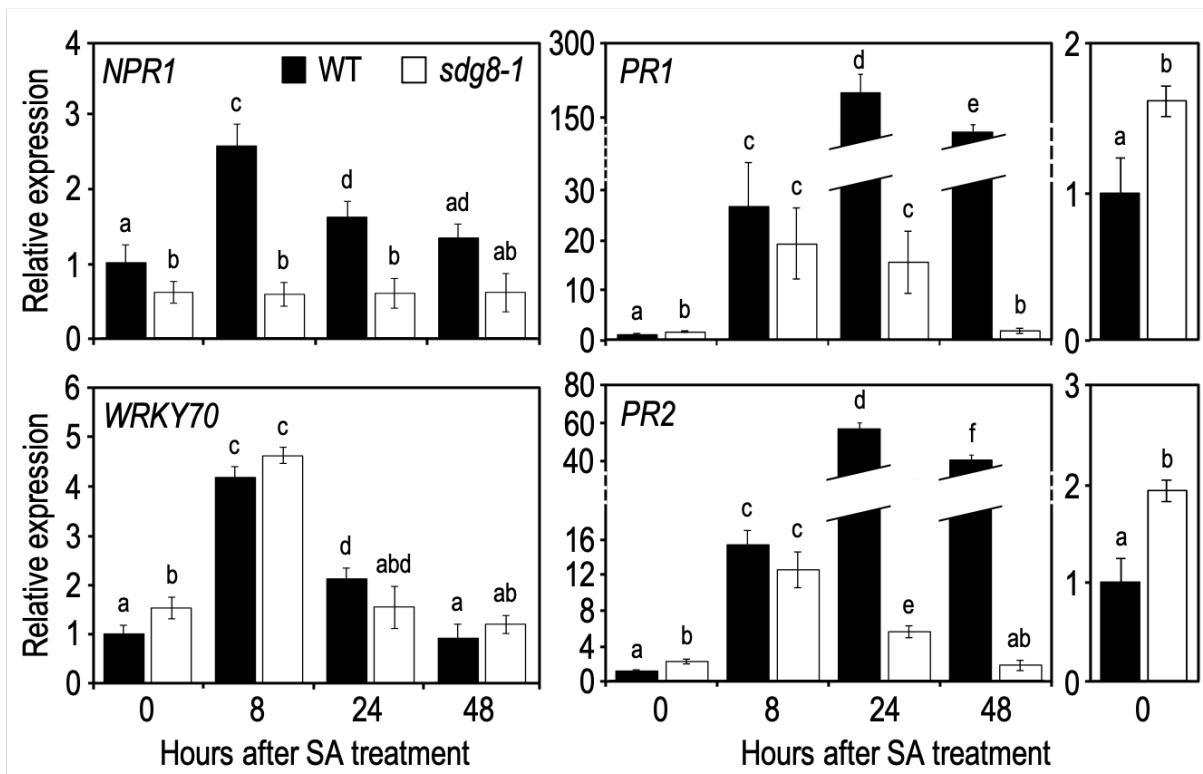 NPR1
WT
sdg8-1
Relative expression
4
3
2
1
0
a
b
c
b
d
b
ad
ab
PR1
300
150
30
20
10
0
a
b
c
c
d
c
e
b
2
1
0
a
b
WRKY70
Relative expression
6
5
4
3
2
1
0
a
b
c
c
d
abd
a
ab
0
8
24
48
Hours after SA treatment
PR2
80
60
40
16
12
8
4
0
a
b
c
c
d
e
f
ab
0
8
24
48
Hours after SA treatment
3
2
1
0
a
b
0